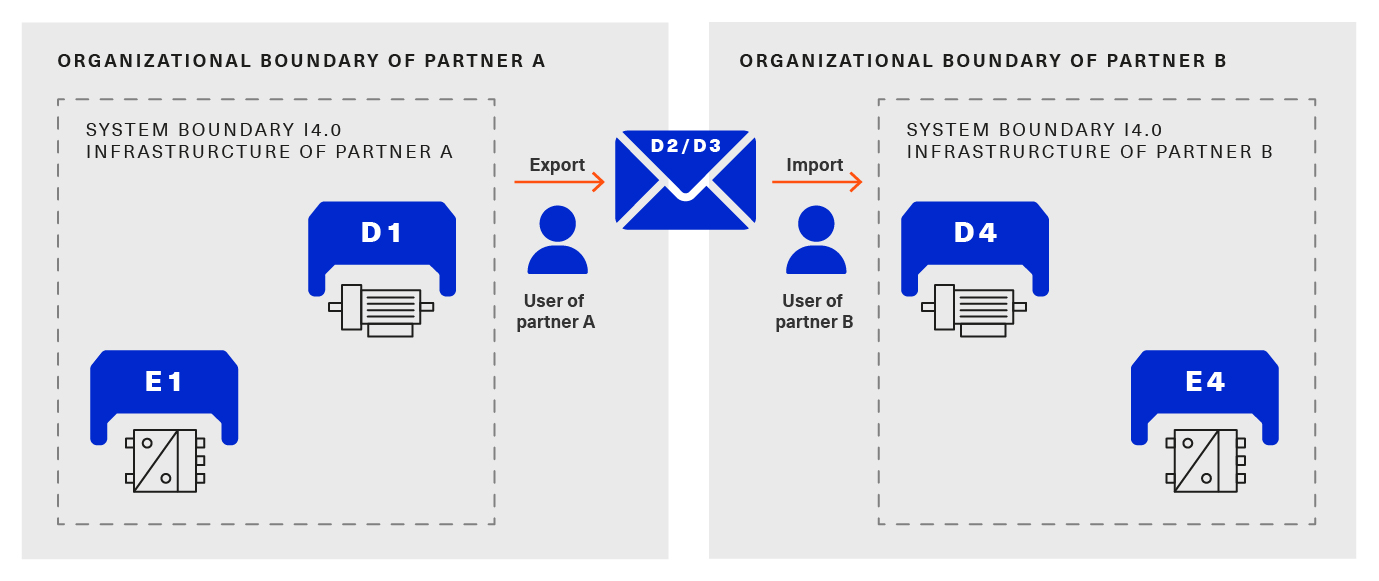 ORGANIZATIONAL BOUNDARY OF PARTNER A
SYSTEM BOUNDARY I4.0
INFRASTRURCTURE OF PARTNER A
D1
E1
Export
User of
partner A
D2/D3
ORGANIZATIONAL BOUNDARY OF PARTNER B
Import
User of
partner B
SYSTEM BOUNDARY I4.0
INFRASTRURCTURE OF PARTNER B
D4
E4